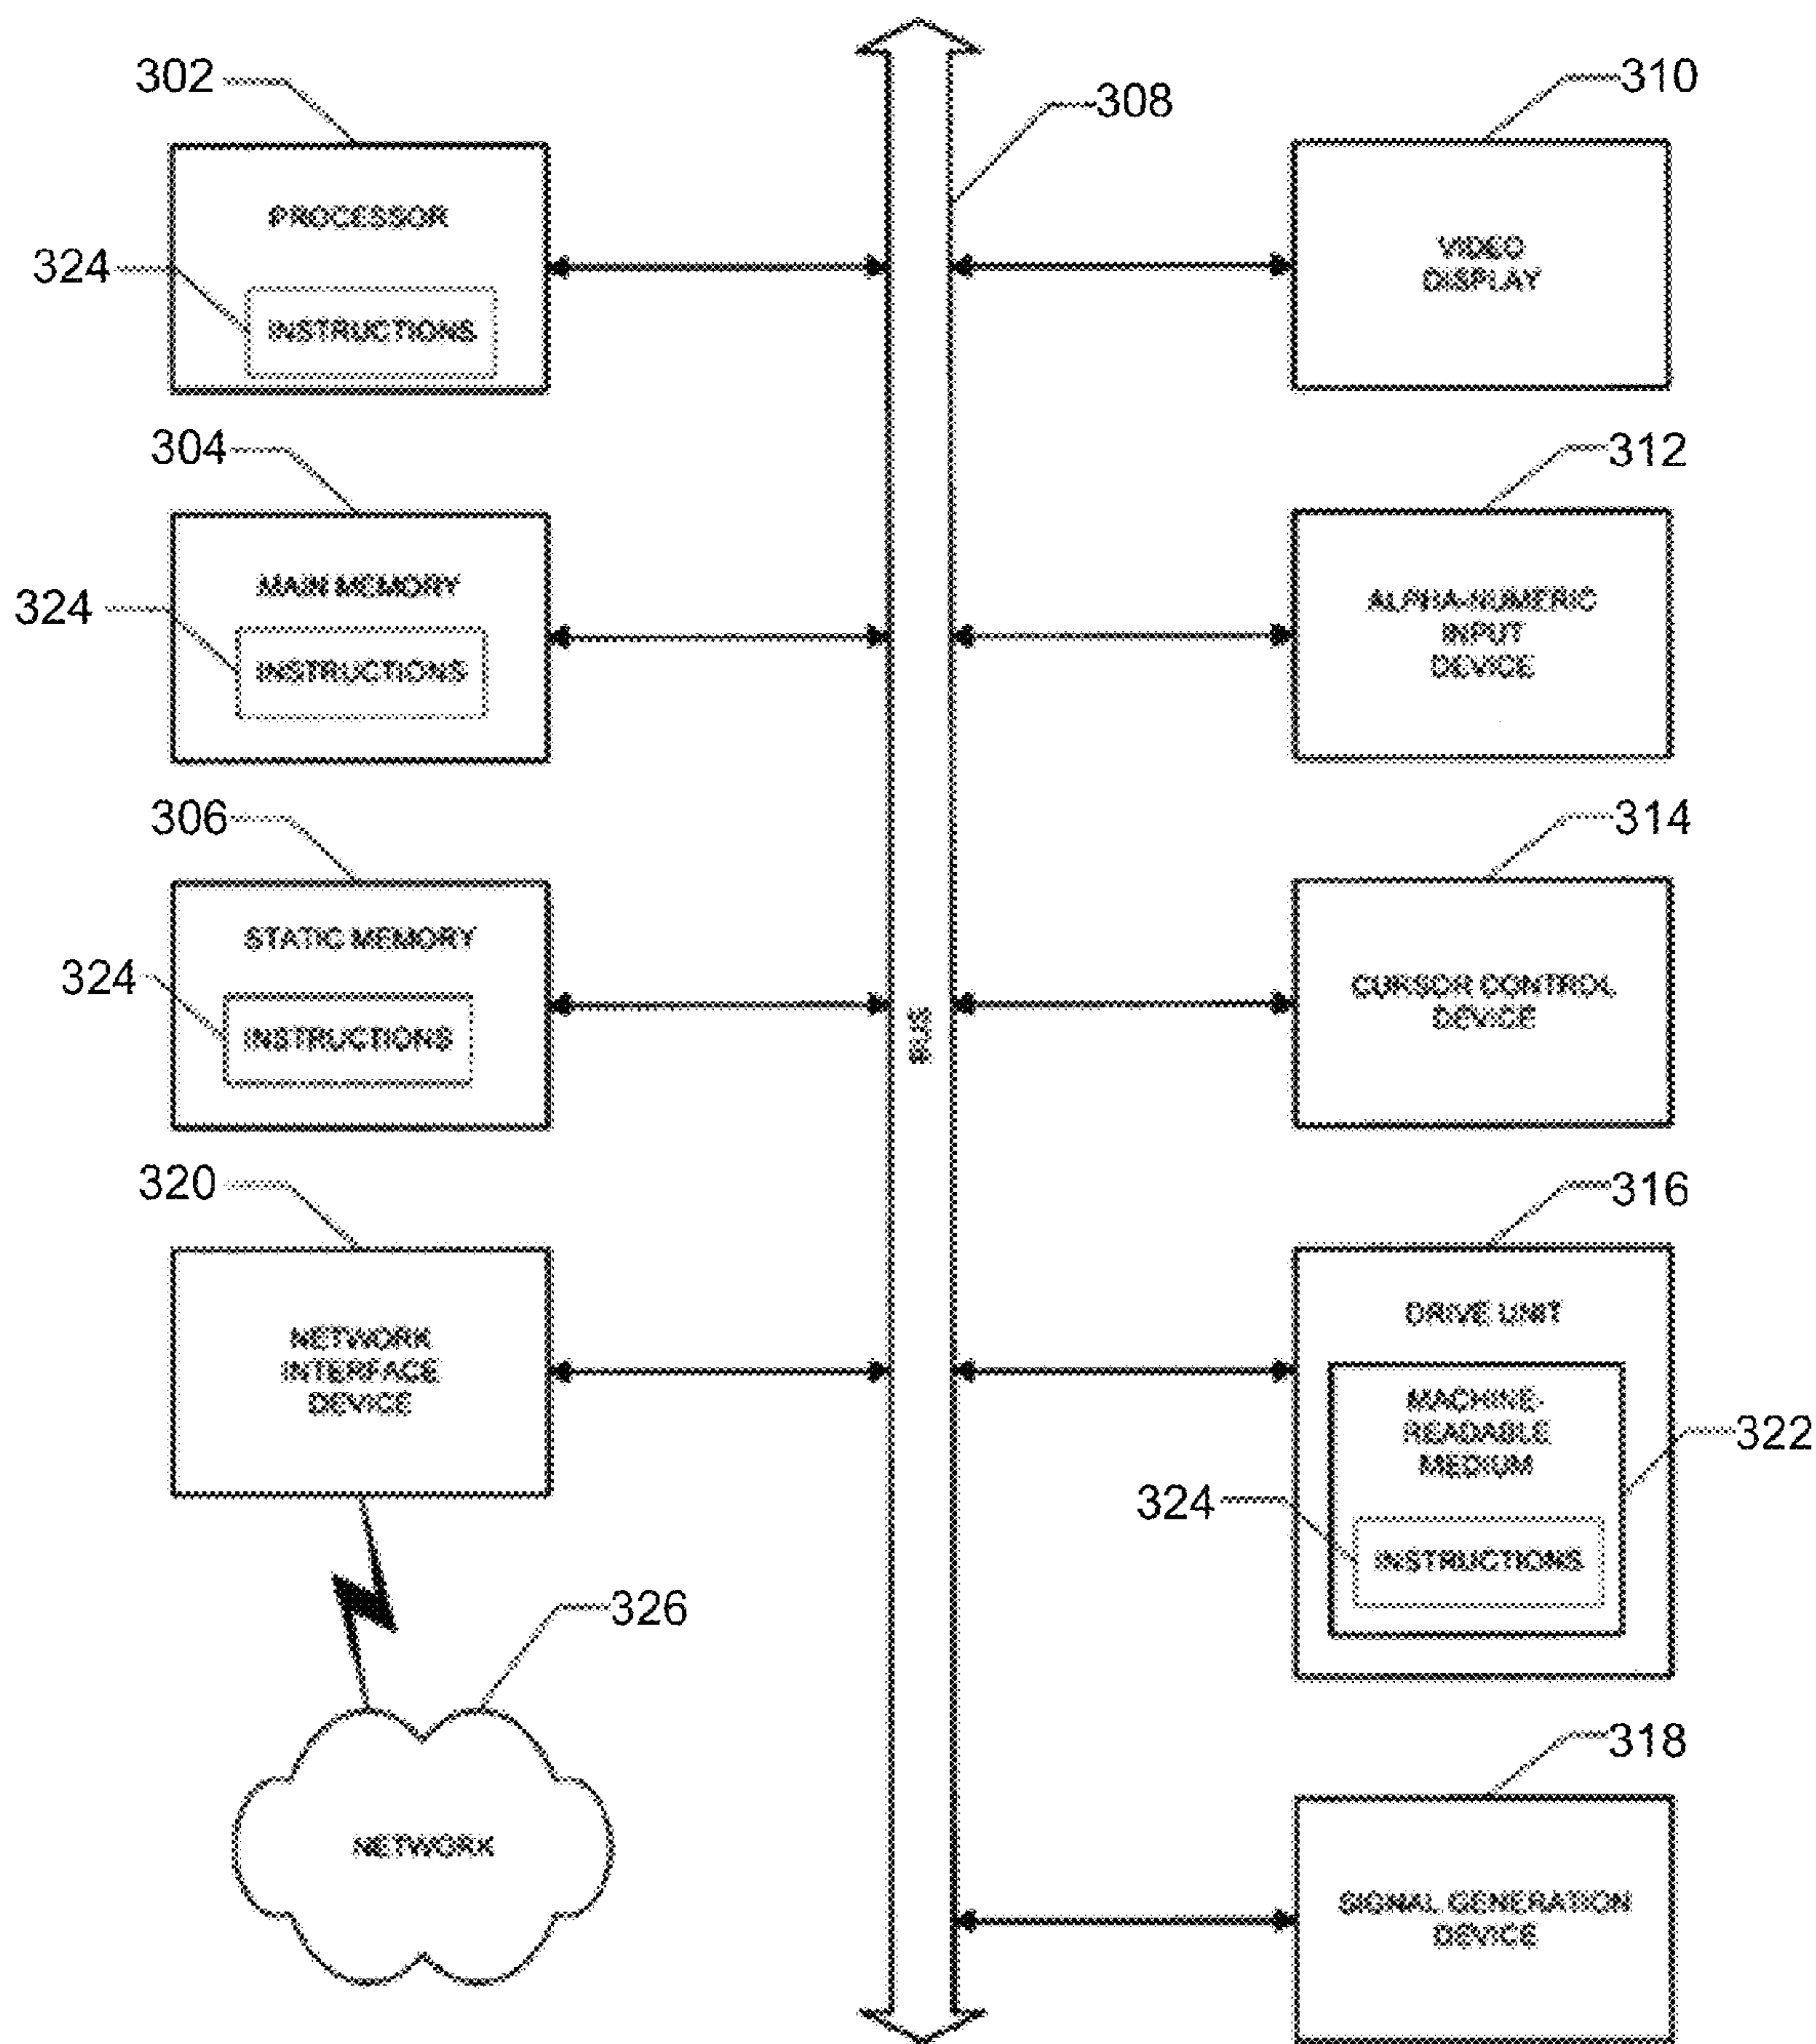 302
PROCESSOR
324
INSTRUCTIONS
304
MAIN MEMORY
324
INSTRUCTIONS
306
STATIC MEMORY
324
INSTRUCTIONS
320
NETWORK
INTERFACE
DEVICE
326
NETWORK
308
BUS
310
VIDEO
DISPLAY
312
ALPHA-NUMERIC
INPUT
DEVICE
314
CURSOR CONTROL
DEVICE
316
DRIVE UNIT
MACHINE-
READABLE
MEDIUM
322
324
INSTRUCTIONS
318
SIGNAL GENERATION
DEVICE